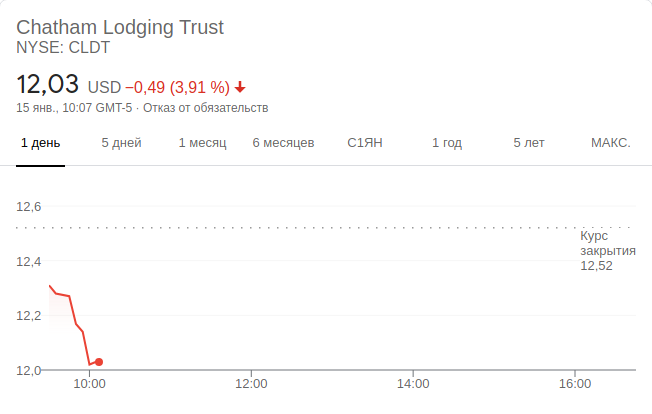 Chatham Lodging Trust
NYSE: CLDT
12,03 USD −0,49 (3,91 %)
15 янв., 10:07 GMT-5 · Отказ от обязательств
1 день 5 дней 1 месяц 6 месяцев С1ЯН 1 год 5 лет МАКС.
12,6
Курс
закрытия
12,52
12,4
12,2
12,0
10:00 12:00 14:00 16:00